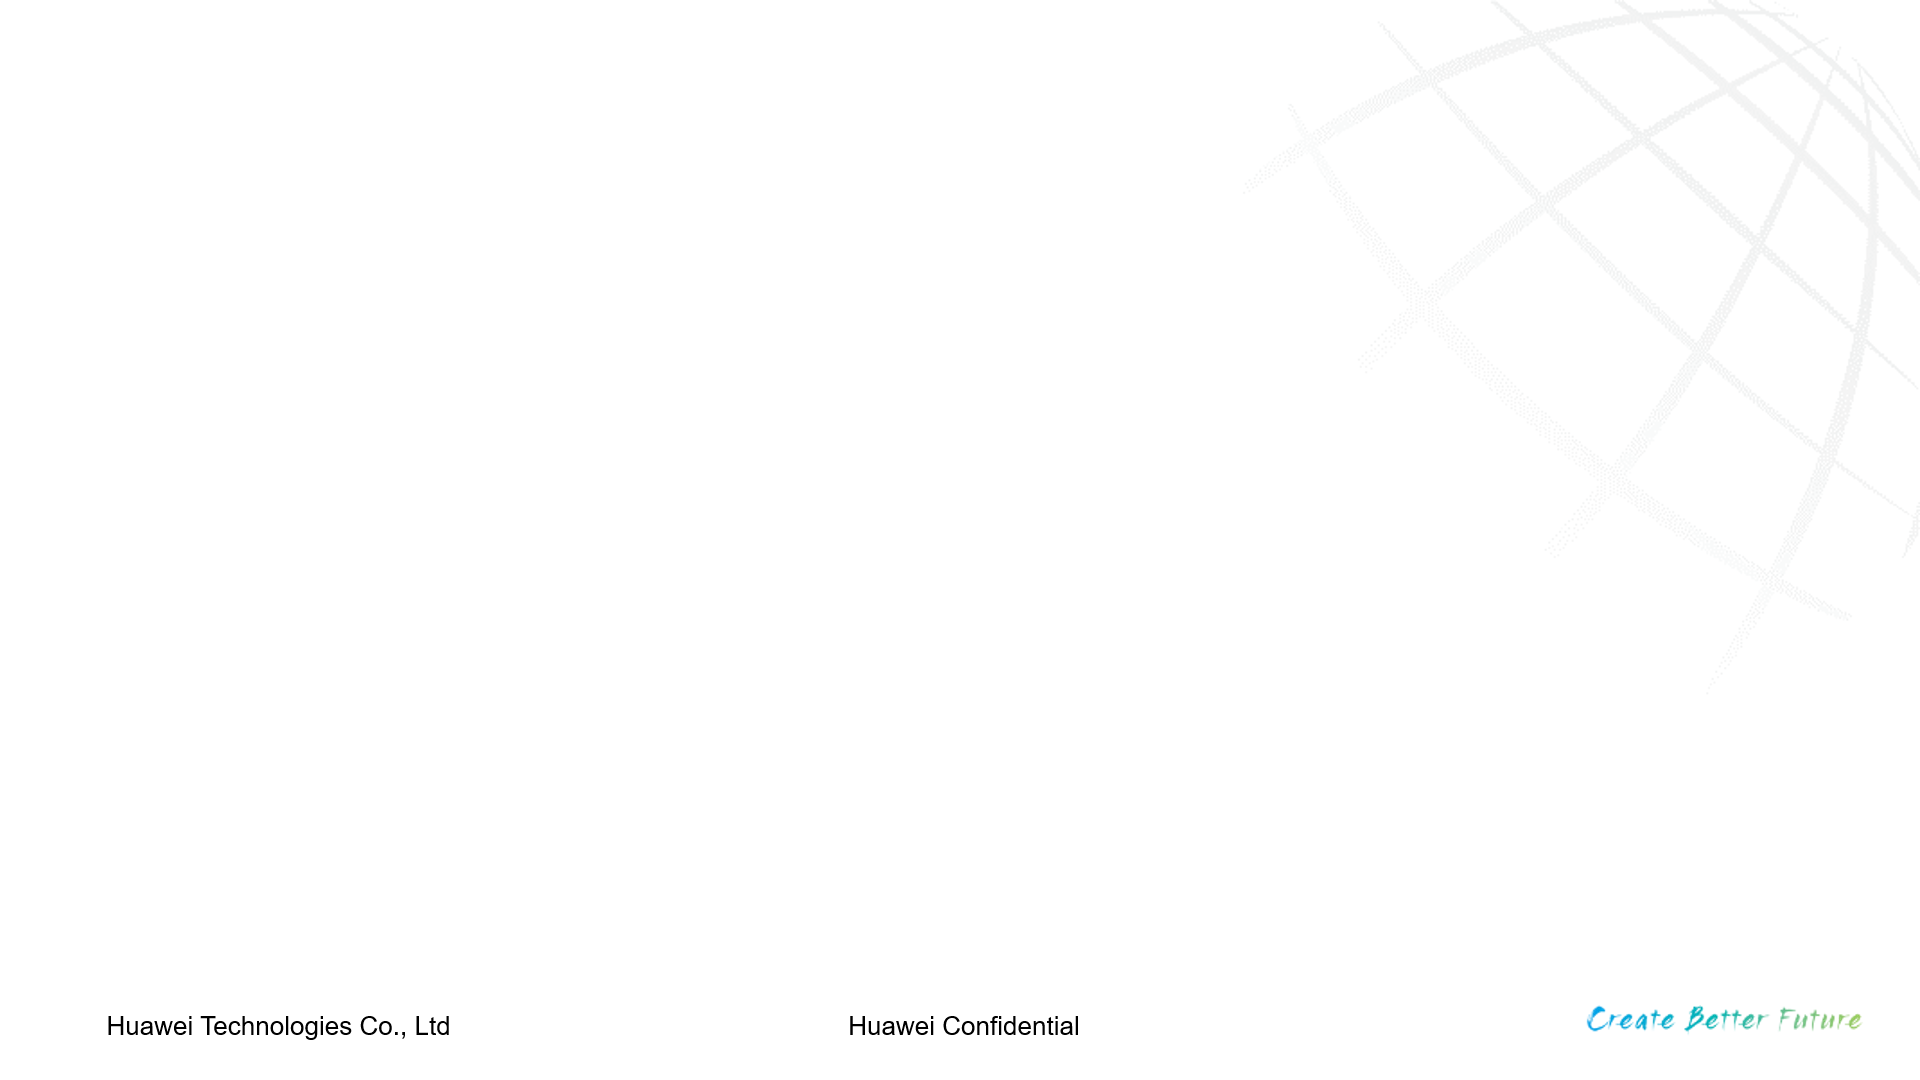 Huawei Technologies Co., Ltd
Huawei Confidential
Create Better Future